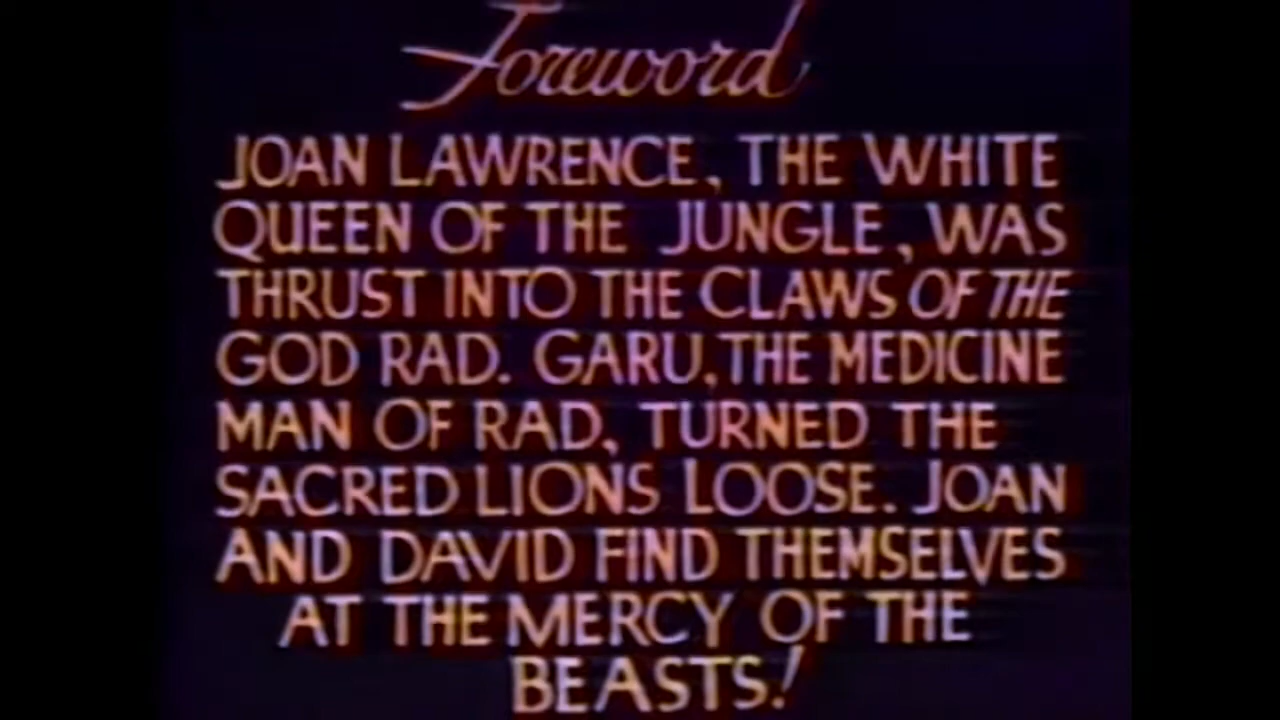 Foreword
JOAN LAWRENCE, THE WHITE
QUEEN OF THE JUNGLE, WAS
THRUST INTO THE CLAWS OF THE
GOD RAD. GARU, THE MEDICINE
MAN OF RAD, TURNED THE
SACRED LIONS LOOSE. JOAN
AND DAVID FIND THEMSELVES
AT THE MERCY OF THE
BEASTS!